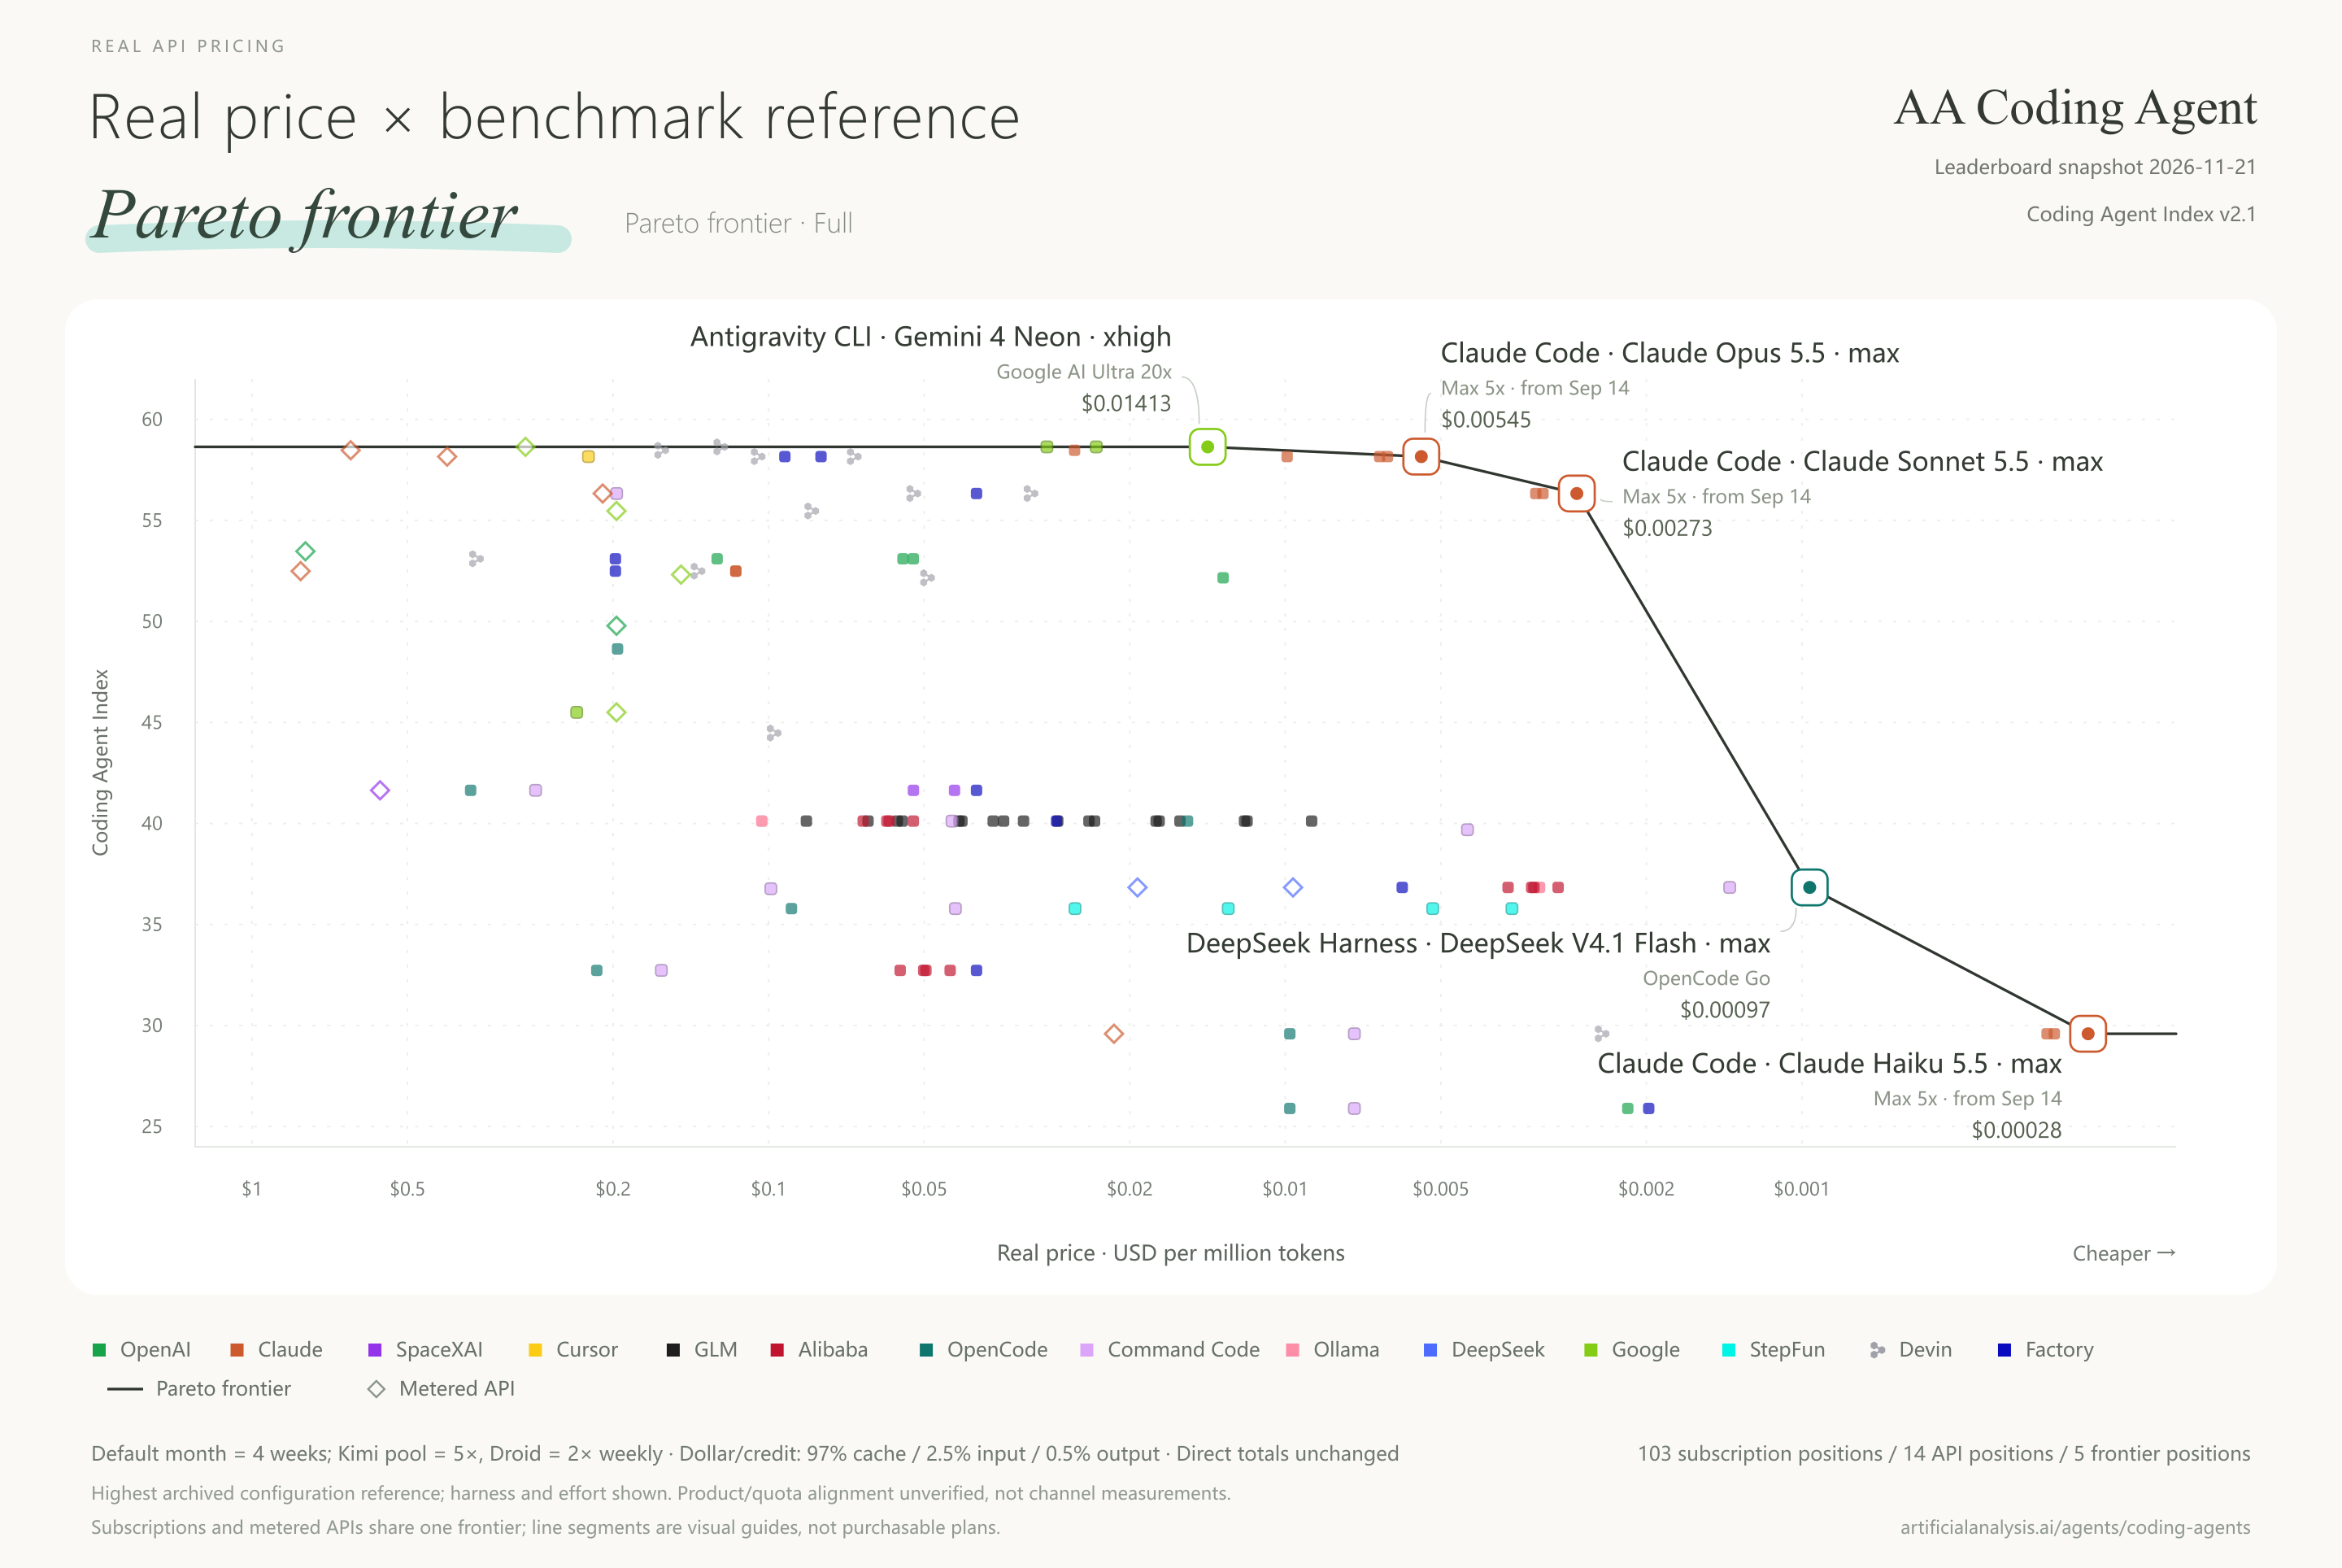 REAL API PRICING
Real price × benchmark reference
Pareto frontier
Pareto frontier · Full
AA Coding Agent
Leaderboard snapshot 2026-11-21
Coding Agent Index v2.1
Antigravity CLI · Gemini 4 Neon · xhigh
Google AI Ultra 20x
$0.01413
Claude Code · Claude Opus 5.5 · max
Max 5x · from Sep 14
$0.00545
Claude Code · Claude Sonnet 5.5 · max
Max 5x · from Sep 14
$0.00273
DeepSeek Harness · DeepSeek V4.1 Flash · max
OpenCode Go
$0.00097
Claude Code · Claude Haiku 5.5 · max
Max 5x · from Sep 14
$0.00028
Coding Agent Index
60
55
50
45
40
35
30
25
$1 $0.5 $0.2 $0.1 $0.05 $0.02 $0.01 $0.005 $0.002 $0.001
Real price · USD per million tokens
Cheaper →
OpenAI Claude SpaceXAI Cursor GLM Alibaba OpenCode Command Code Ollama DeepSeek Google StepFun Devin Factory
Pareto frontier Metered API
Default month = 4 weeks; Kimi pool = 5×, Droid = 2× weekly · Dollar/credit: 97% cache / 2.5% input / 0.5% output · Direct totals unchanged
103 subscription positions / 14 API positions / 5 frontier positions
Highest archived configuration reference; harness and effort shown. Product/quota alignment unverified, not channel measurements.
Subscriptions and metered APIs share one frontier; line segments are visual guides, not purchasable plans.
artificialanalysis.ai/agents/coding-agents